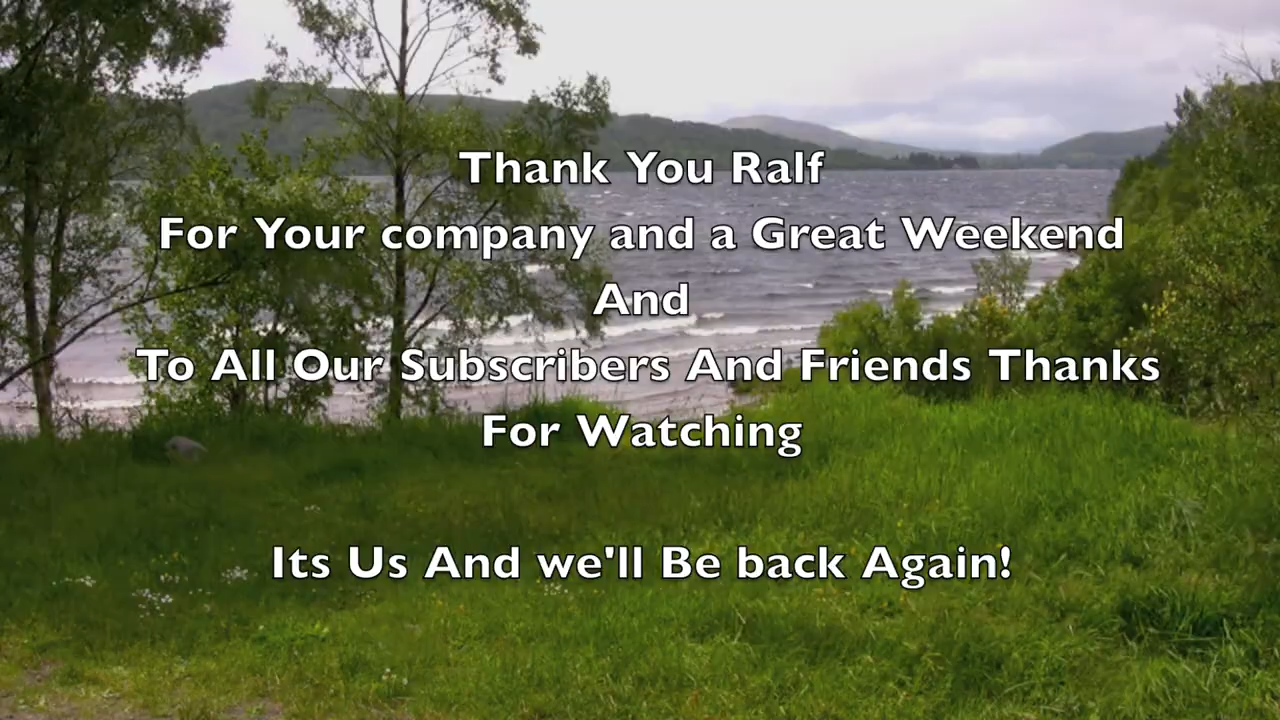 Thank You Ralf
For Your company and a Great Weekend
And
To All Our Subscribers And Friends Thanks
For Watching
Its Us And we'll Be back Again!